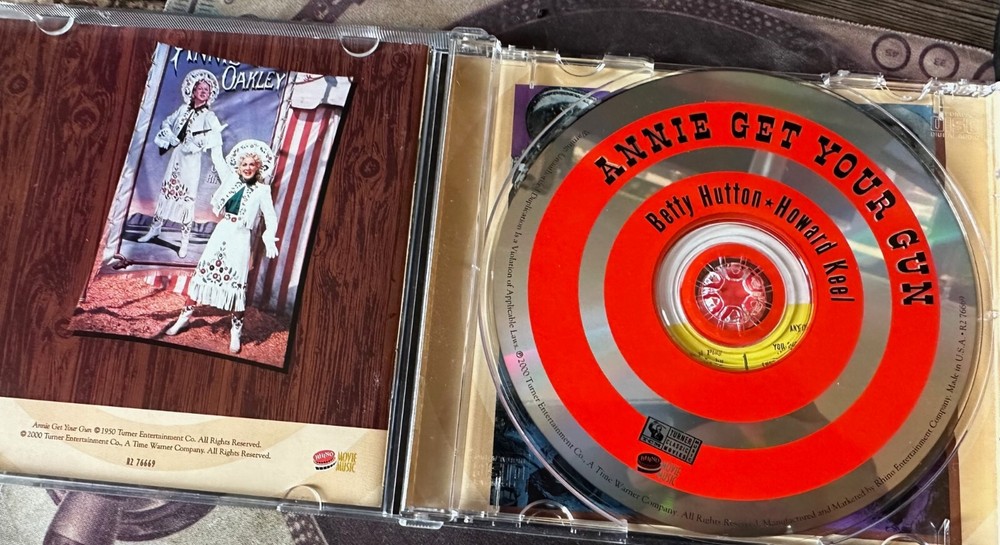 ANNIE
OAKLEY
Annie Get Your Gun © 1950 Turner Entertainment Co. All Rights Reserved.
© 2000 Turner Entertainment Co., A Time Warner Company. All Rights Reserved.
R2 76669
RHINO
MOVIE
MUSIC
ANNIE GET YOUR GUN
Betty Hutton ★ Howard Keel
TURNER
CLASSIC
MOVIES
RHINO
MOVIE
MUSIC
Duplication Is a Violation of Applicable Laws. ℗ 2000 Turner Entertainment Co., A Time Warner Company. All Rights Reserved. Manufactured and Marketed by Rhino Entertainment Company. Made in U.S.A. • R2 76669
45
23